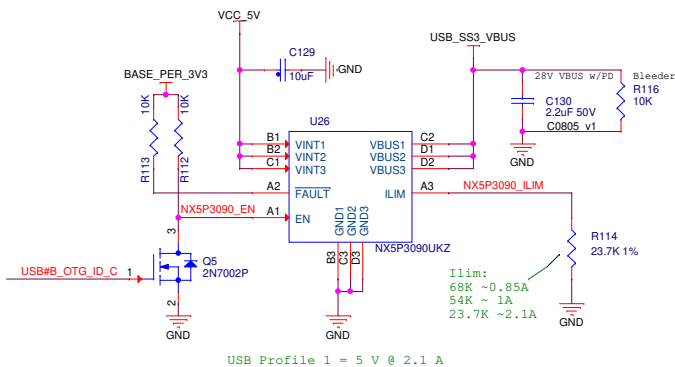 VCC_5V
USB_SS3_VBUS
C129
10uF
GND
BASE_PER_3V3
28V VBUS w/PD
Bleeder
R116
10K
C130
2.2uF 50V
C0805_v1
GND
10K
10K
R113
R112
U26
B1
B2
C1
VINT1
VINT2
VINT3
VBUS1
VBUS2
VBUS3
C2
D1
D2
A2
FAULT
ILIM
A3
NX5P3090_ILIM
NX5P3090_EN
A1
EN
GND1
GND2
GND3
NX5P3090UKZ
B3
C3
D3
R114
23.7K 1%
3
Q5
2N7002P
USB#B_OTG_ID_C
1
2
Ilim:
68K ~0.85A
54K ~ 1A
23.7K ~2.1A
GND
GND
GND
USB Profile 1 = 5 V @ 2.1 A